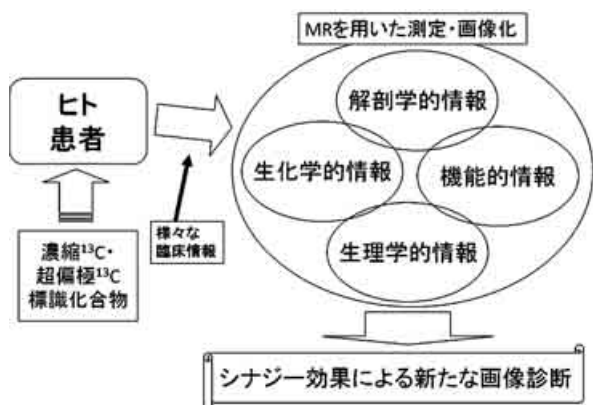 MRを用いた測定・画像化
ヒト
患者
解剖学的情報
生化学的情報
機能的情報
生理学的情報
様々な
臨床情報
濃縮¹³C・
超偏極¹³C
標識化合物
シナジー効果による新たな画像診断